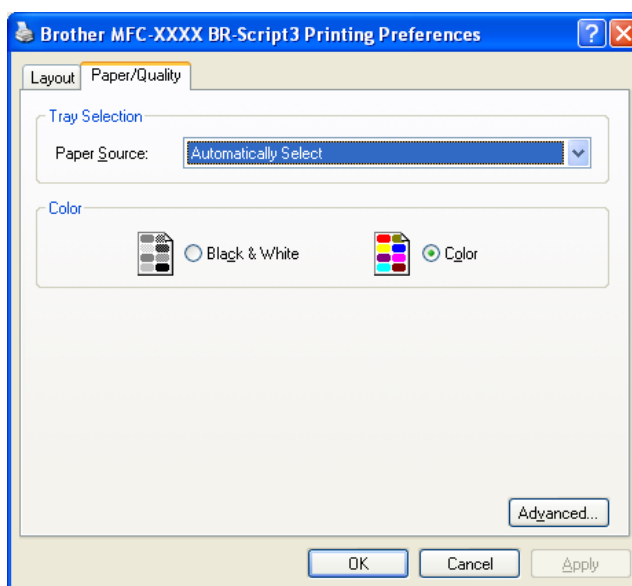 Brother MFC-XXXX BR-Script3 Printing Preferences
Layout Paper/Quality
Tray Selection
Paper Source: Automatically Select
Color
Black & White Color
Advanced...
OK Cancel Apply